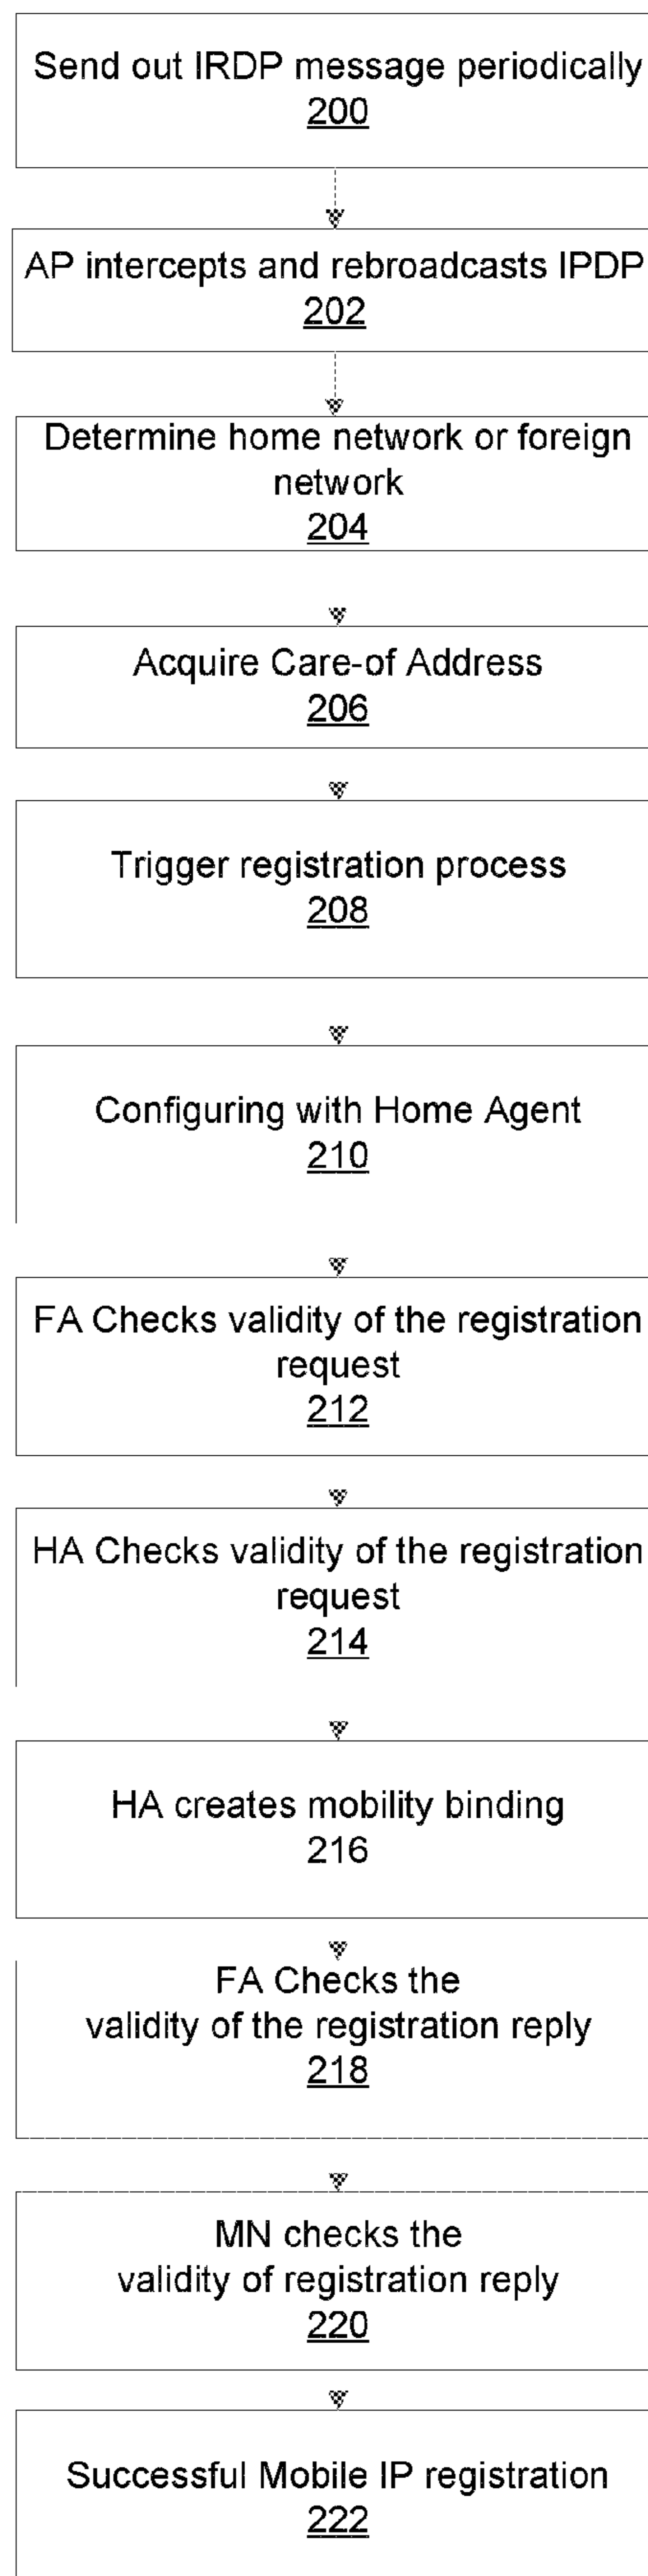 Send out IRDP message periodically
200
AP intercepts and rebroadcasts IPDP
202
Determine home network or foreign
network
204
Acquire Care-of Address
206
Trigger registration process
208
Configuring with Home Agent
210
FA Checks validity of the registration
request
212
HA Checks validity of the registration
request
214
HA creates mobility binding
216
FA Checks the
validity of the registration reply
218
MN checks the
validity of registration reply
220
Successful Mobile IP registration
222